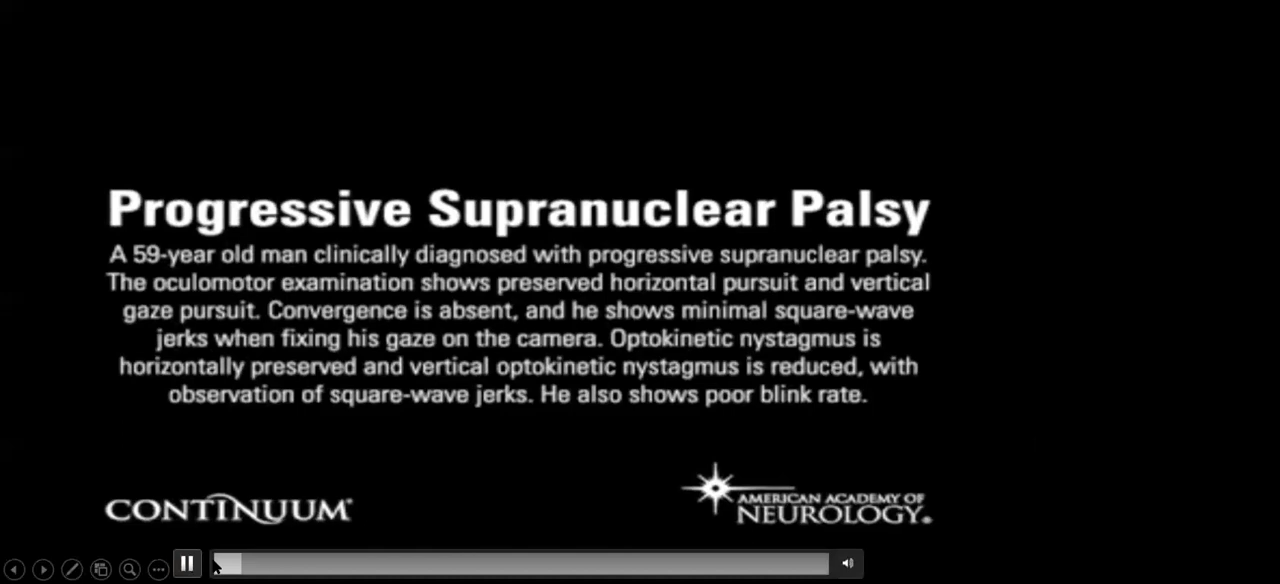 Progressive Supranuclear Palsy
A 59-year old man clinically diagnosed with progressive supranuclear palsy.
The oculomotor examination shows preserved horizontal pursuit and vertical
gaze pursuit. Convergence is absent, and he shows minimal square-wave
jerks when fixing his gaze on the camera. Optokinetic nystagmus is
horizontally preserved and vertical optokinetic nystagmus is reduced, with
observation of square-wave jerks. He also shows poor blink rate.
CONTINUUM®
AMERICAN ACADEMY OF
NEUROLOGY®